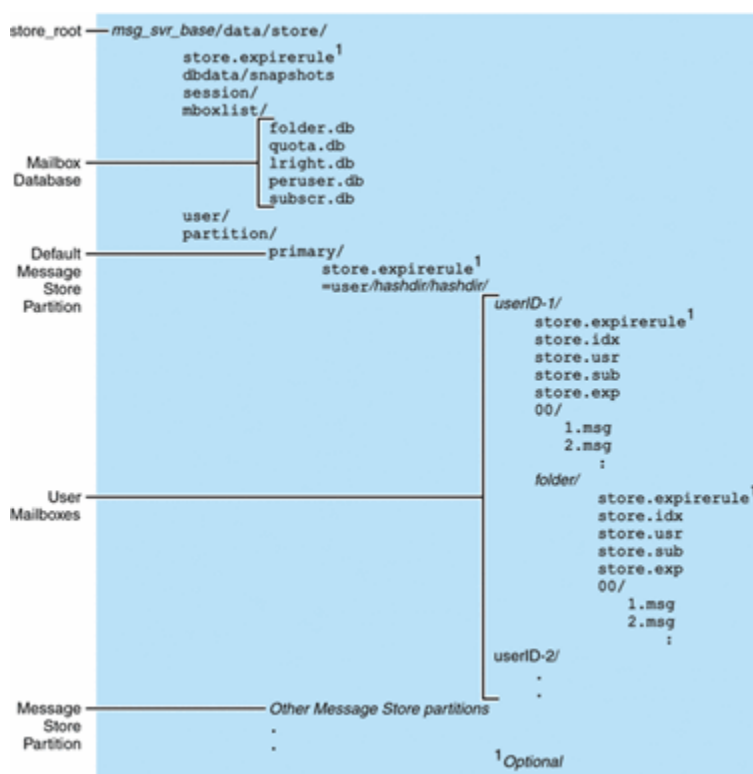 store_root msg_svr_base/data/store/
store.expirerule1
dbdata/snapshots
session/
mboxlist/
folder.db
quota.db
Mailbox lright.db
Database peruser.db
subscr.db
user/
partition/
Default primary/
Message store.expirerule1
Store =user/hashdir/hashdir/
Partition userID-1/
store.expirerule1
store.idx
store.usr
store.sub
store.exp
00/
1.msg
2.msg
:
folder/
User store.expirerule1
Mailboxes store.idx
store.usr
store.sub
store.exp
00/
1.msg
2.msg
:
userID-2/
.
.
Message Other Message Store partitions
Store .
Partition .
1Optional